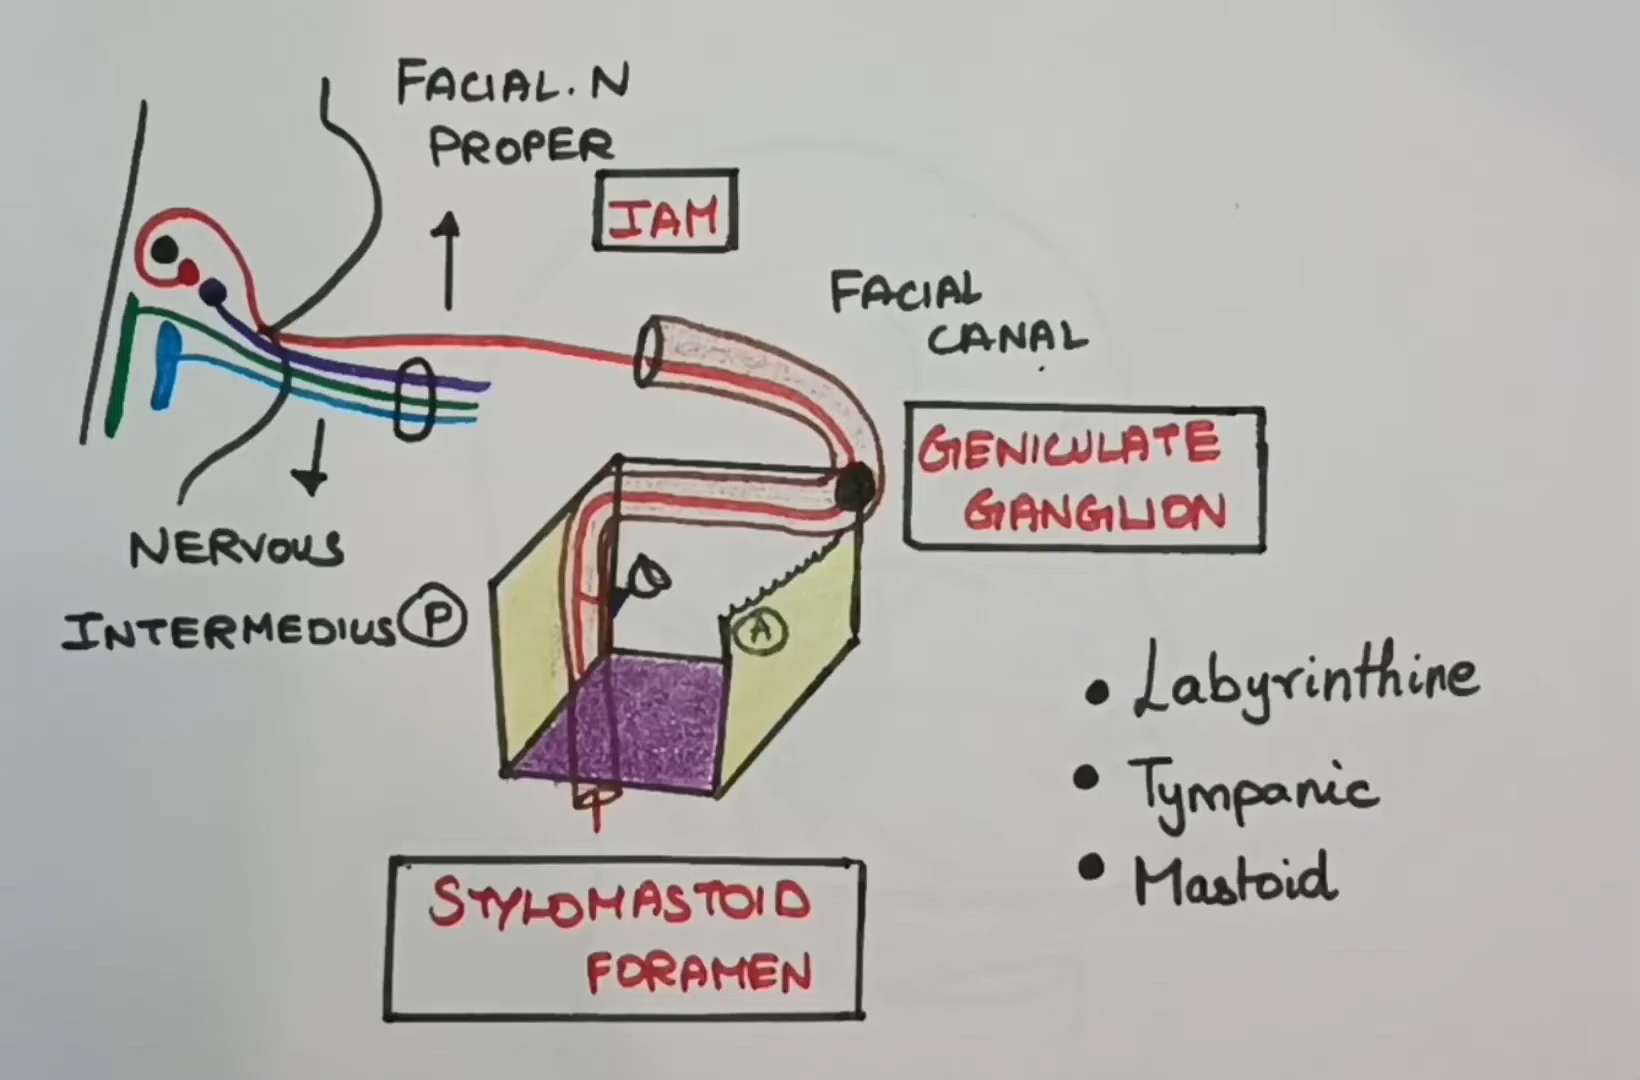 FACIAL. N
PROPER
IAM
FACIAL
CANAL
GENICULATE
GANGLION
NERVOUS
INTERMEDIUS
P
A
• Labyrinthine
• Tympanic
• Mastoid
STYLOMASTOID
FORAMEN